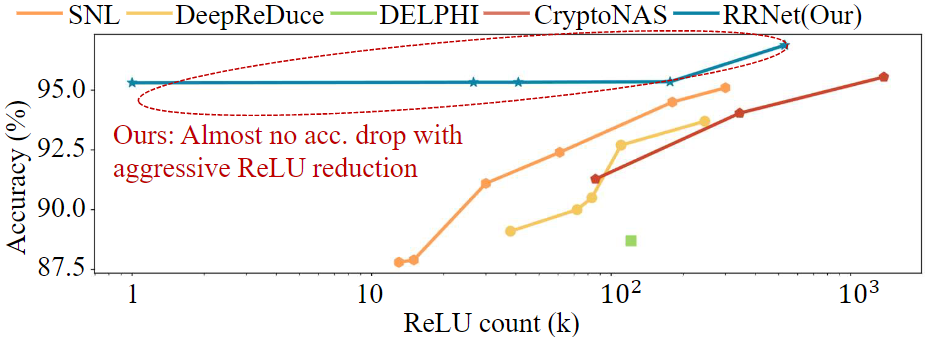 SNL DeepReDuce DELPHI CryptoNAS RRNet(Our)
Accuracy (%)
95.0
92.5
90.0
87.5
Ours: Almost no acc. drop with
aggressive ReLU reduction
1 10 10² 10³
ReLU count (k)